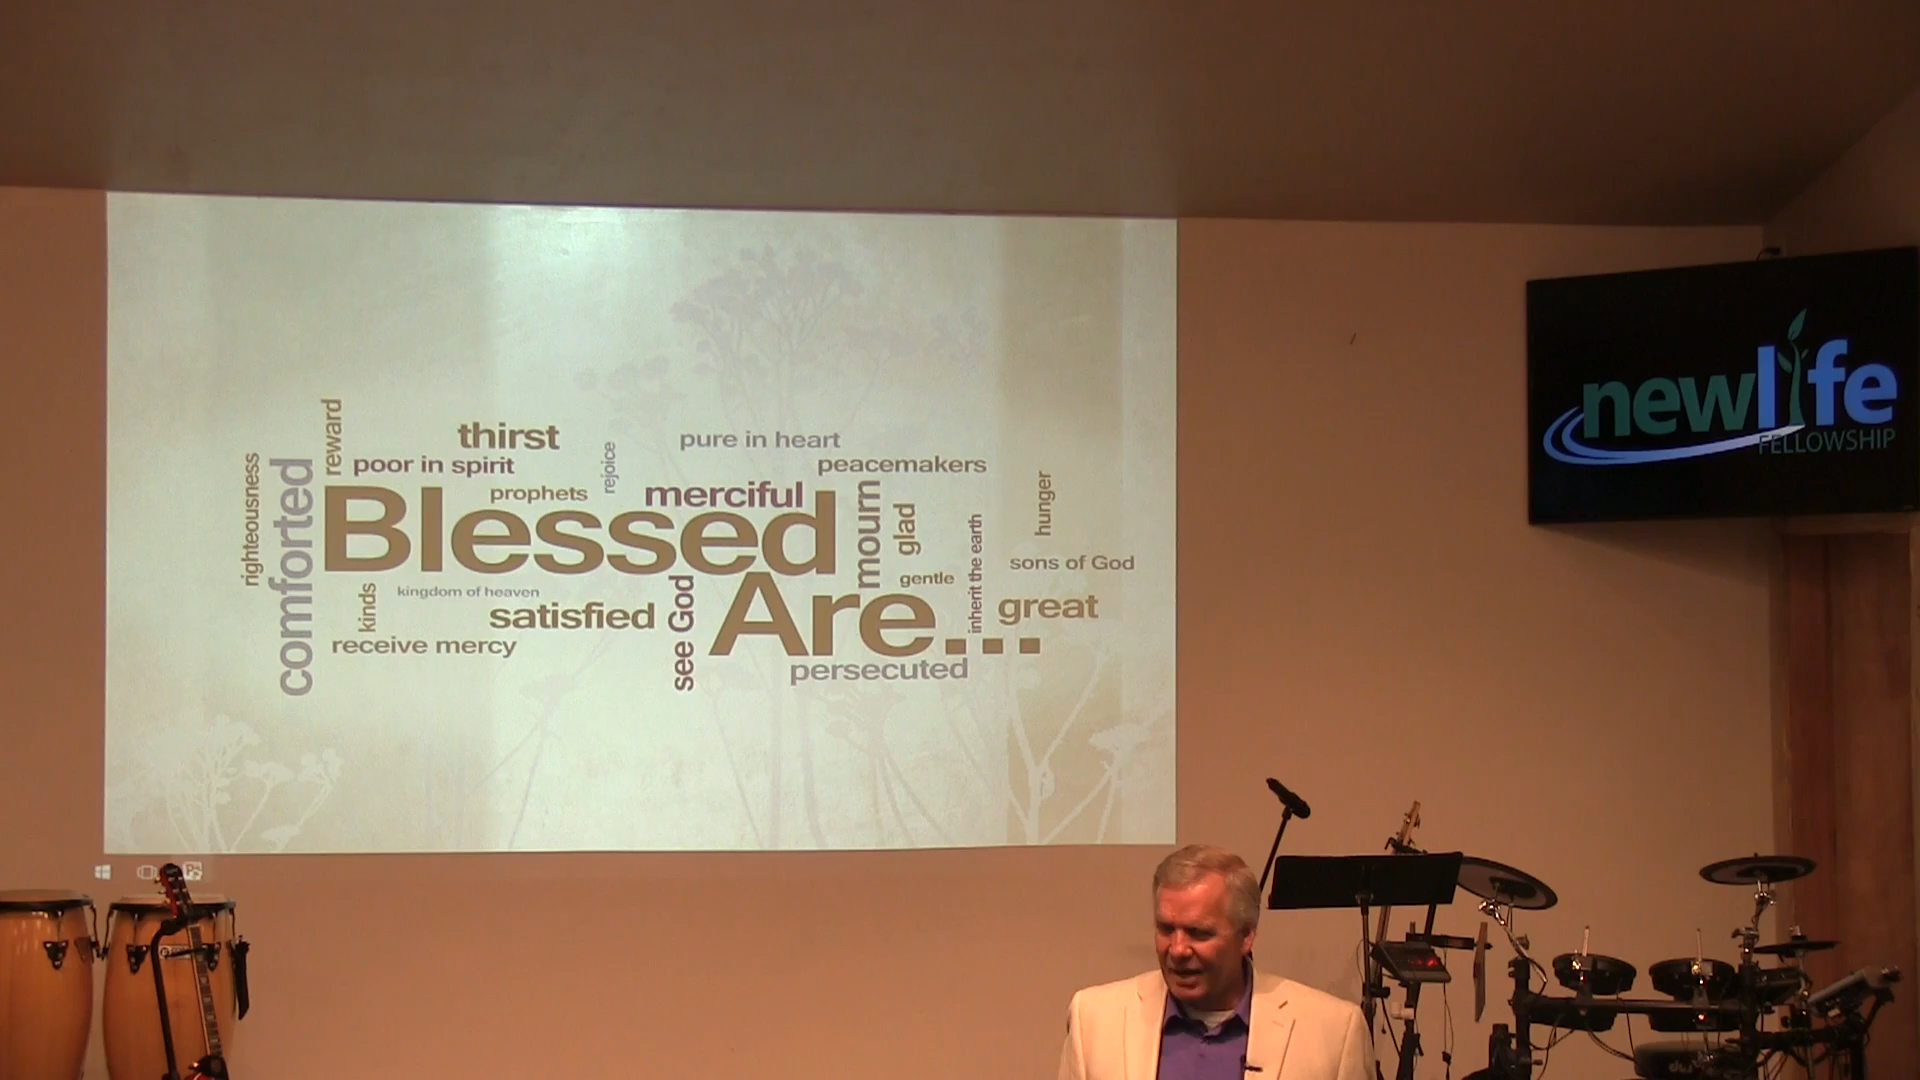 reward
thirst
pure in heart
righteousness
comforted
poor in spirit
rejoice
peacemakers
prophets
merciful
hunger
Blessed
mourn
glad
inherit the earth
sons of God
kinds
kingdom of heaven
gentle
satisfied
see God
Are...
great
receive mercy
persecuted
newlife
FELLOWSHIP